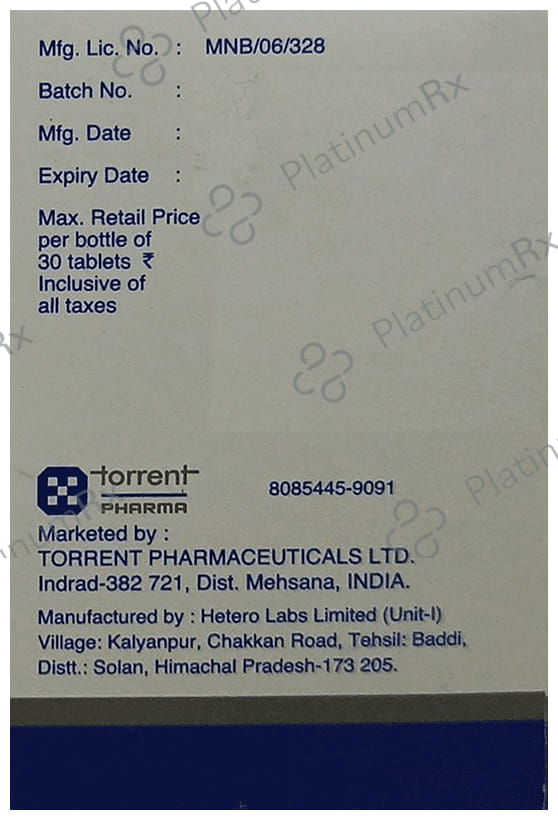 Mfg. Lic. No. : MNB/06/328
Batch No. :
Mfg. Date :
Expiry Date :
Max. Retail Price
per bottle of
30 tablets ₹
Inclusive of
all taxes
torrent
PHARMA
8085445-9091
Marketed by :
TORRENT PHARMACEUTICALS LTD.
Indrad-382 721, Dist. Mehsana, INDIA.
Manufactured by : Hetero Labs Limited (Unit-I)
Village: Kalyanpur, Chakkan Road, Tehsil: Baddi,
Distt.: Solan, Himachal Pradesh-173 205.
PlatinumRx
PlatinumRx